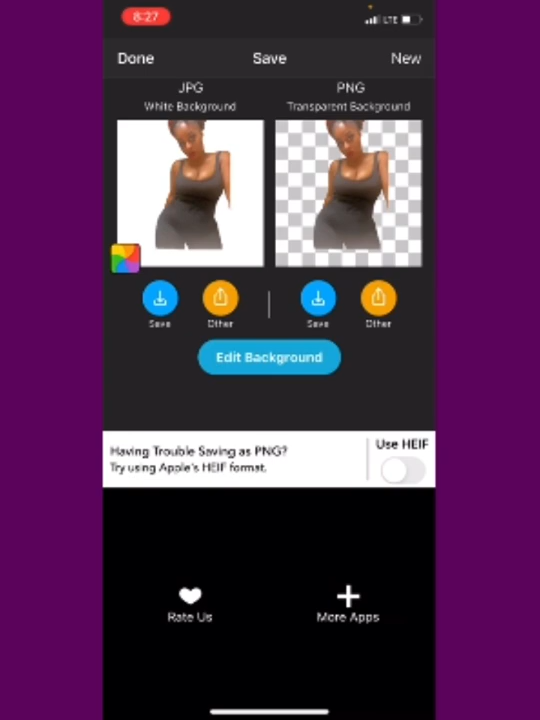 8:27
LTE
Done
Save
New
JPG
PNG
White Background
Transparent Background
Save
Other
Save
Other
Edit Background
Having Trouble Saving as PNG?
Try using Apple's HEIF format.
Use HEIF
Rate Us
More Apps